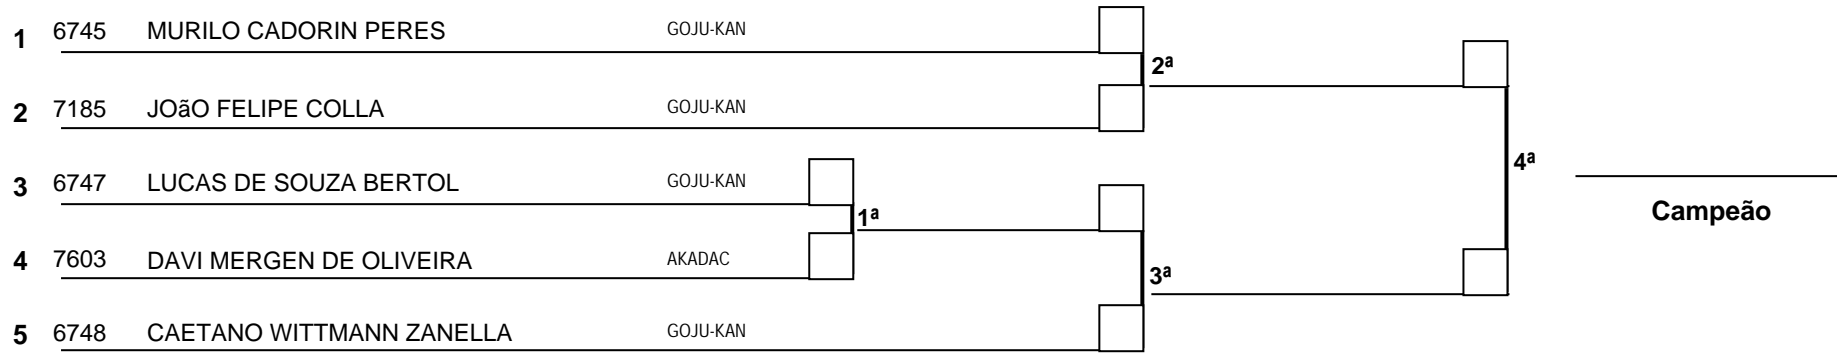 1 6745 MURILO CADORIN PERES GOJU-KAN
2ª
2 7185 JOãO FELIPE COLLA GOJU-KAN
3 6747 LUCAS DE SOUZA BERTOL GOJU-KAN
4ª
1ª
Campeão
4 7603 DAVI MERGEN DE OLIVEIRA AKADAC
3ª
5 6748 CAETANO WITTMANN ZANELLA GOJU-KAN